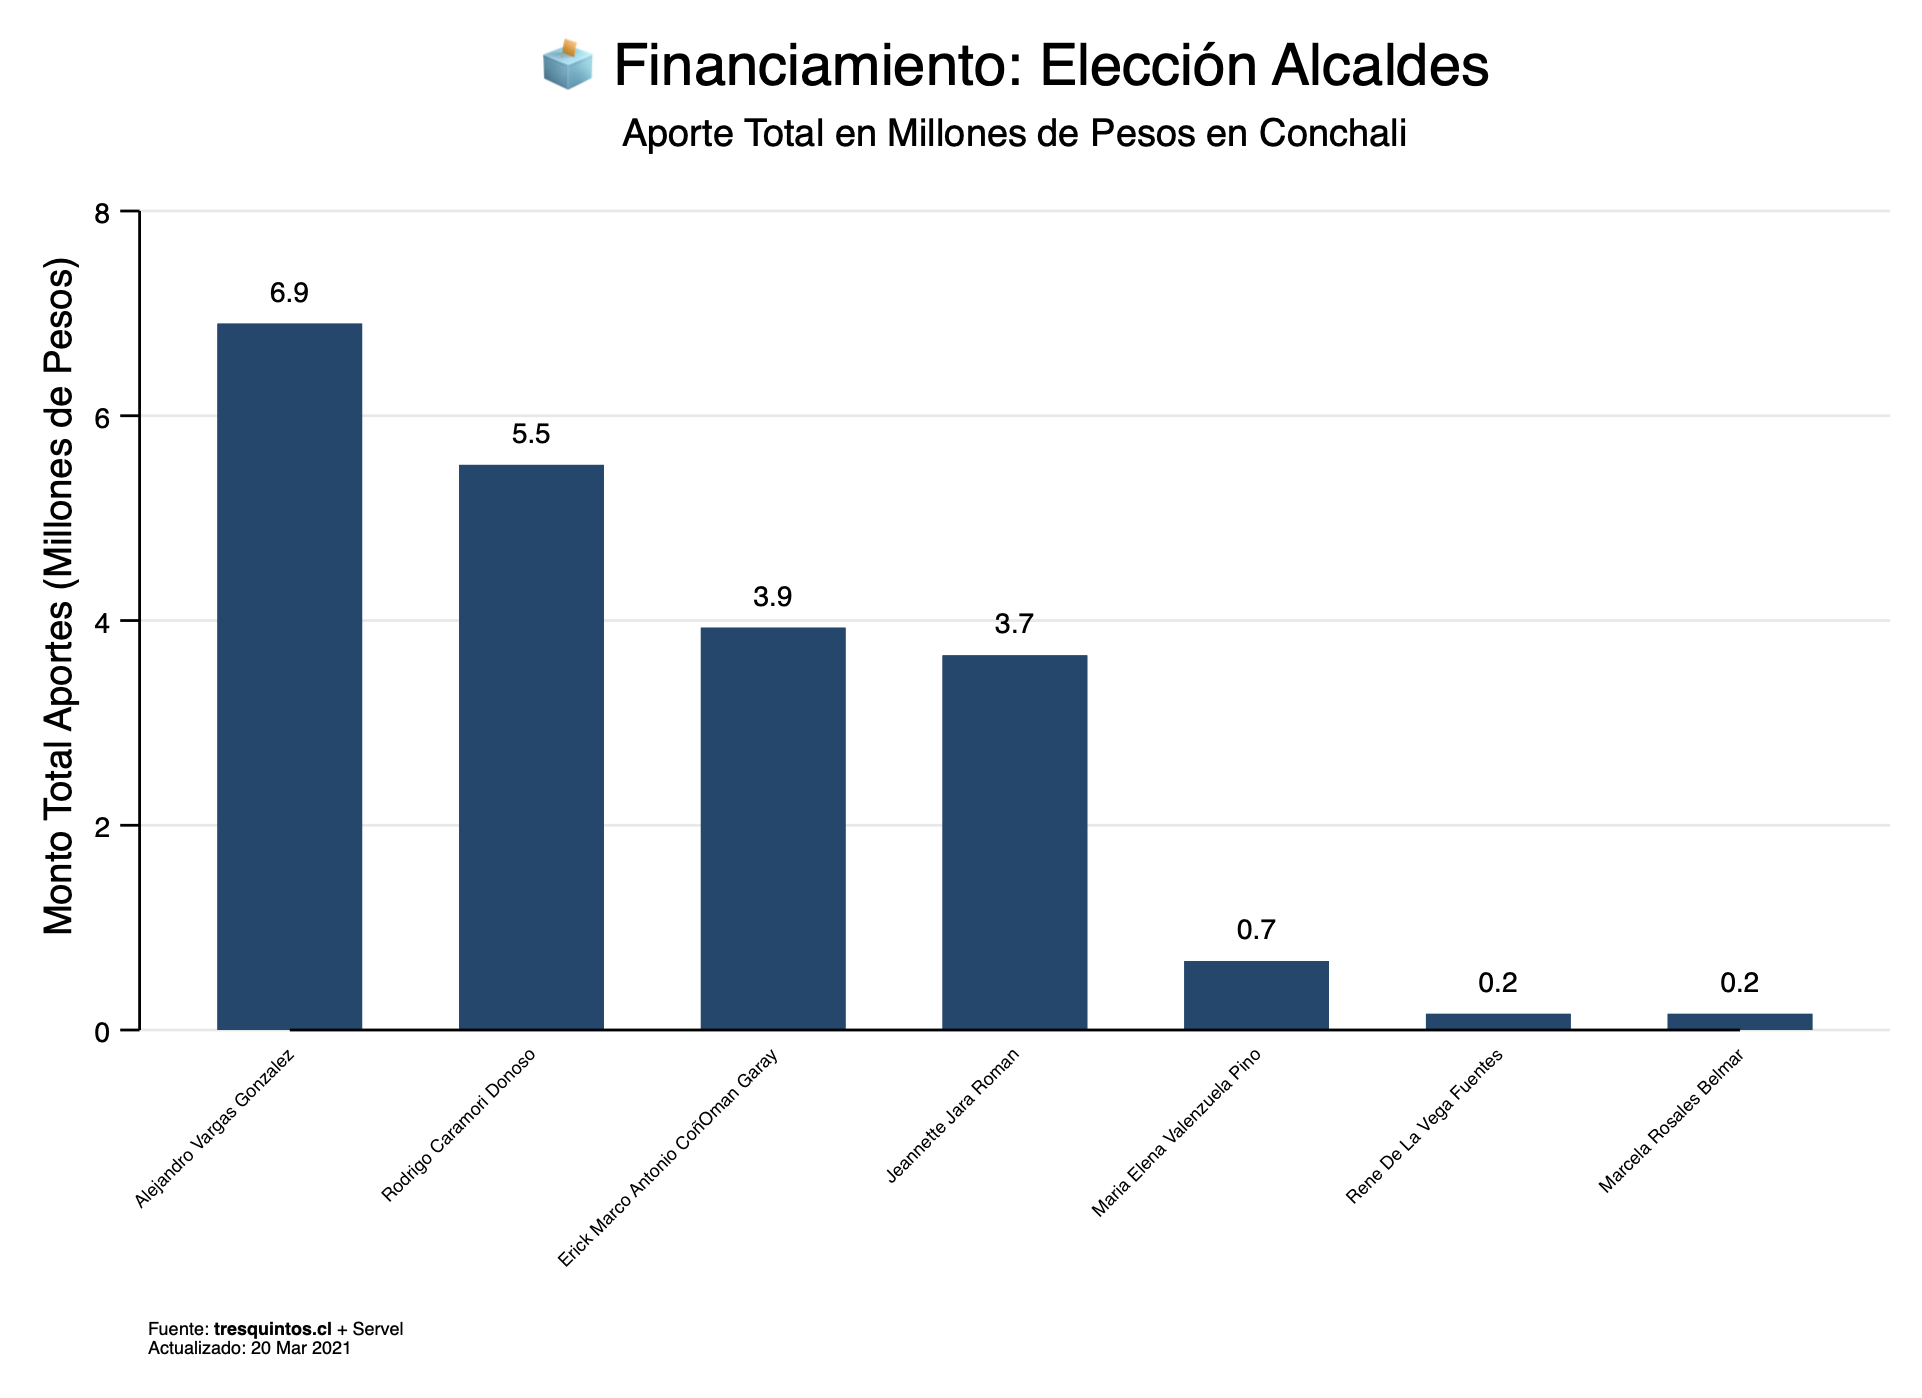 Financiamiento: Elección Alcaldes
Aporte Total en Millones de Pesos en Conchali
Monto Total Aportes (Millones de Pesos)
8
6
4
2
0
6.9
5.5
3.9
3.7
0.7
0.2
0.2
Alejandro Vargas Gonzalez
Rodrigo Caramori Donoso
Erick Marco Antonio CoñOman Garay
Jeannette Jara Roman
Maria Elena Valenzuela Pino
Rene De La Vega Fuentes
Marcela Rosales Belmar
Fuente: tresquintos.cl + Servel
Actualizado: 20 Mar 2021